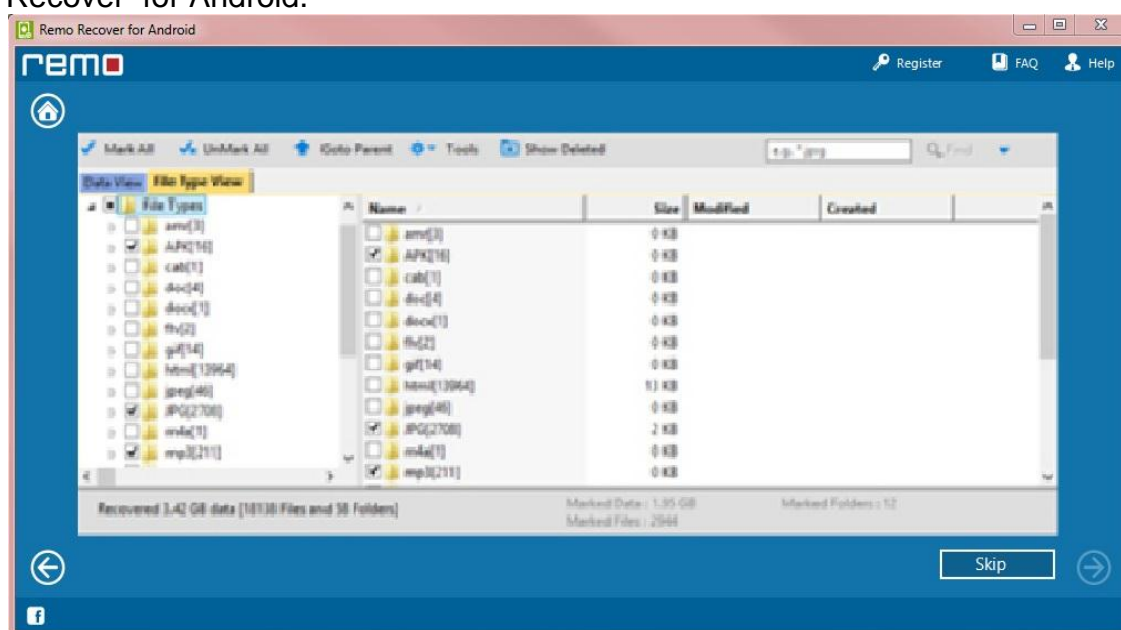 Recover for Android.
Remo Recover for Android
remo
Register FAQ Help
Mark All UnMark All Goto Parent Tools Show Deleted e.g. *.jpg Find
Data View File Type View
File Types
amr[3]
APK[16]
cab[1]
doc[4]
docx[1]
flv[2]
gif[14]
html[13964]
jpeg[46]
JPG[2708]
m4a[1]
mp3[211]
Name Size Modified Created
amr[3] 0 KB
APK[16] 0 KB
cab[1] 0 KB
doc[4] 0 KB
docx[1] 0 KB
flv[2] 0 KB
gif[14] 0 KB
html[13964] 13 KB
jpeg[46] 0 KB
JPG[2708] 2 KB
m4a[1] 0 KB
mp3[211] 0 KB
Recovered 3.42 GB data [18138 Files and 58 Folders]
Marked Data : 1.95 GB Marked Folders : 12
Marked Files : 2944
Skip